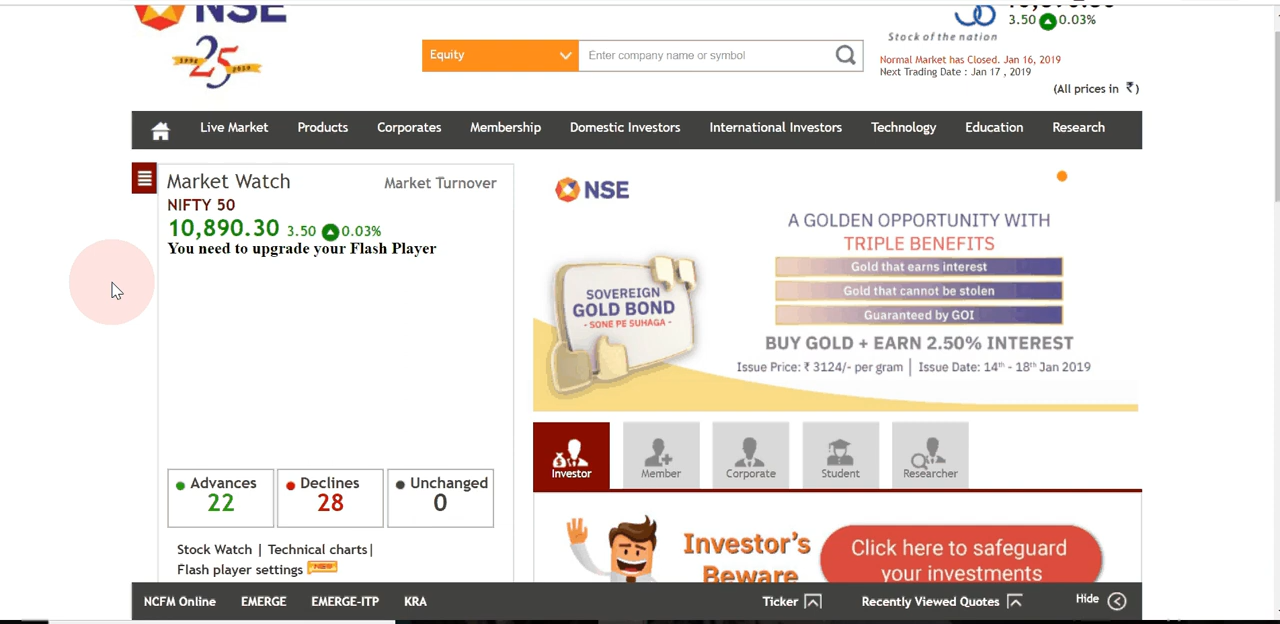 NSE
3.50 0.03%
Stock of the nation
25
Equity
Enter company name or symbol
Normal Market has Closed. Jan 16, 2019
Next Trading Date : Jan 17 , 2019
(All prices in ₹)
Live Market Products Corporates Membership Domestic Investors International Investors Technology Education Research
Market Watch Market Turnover
NIFTY 50
10,890.30 3.50 0.03%
You need to upgrade your Flash Player
Advances Declines Unchanged
22 28 0
Stock Watch | Technical charts|
Flash player settings NEW
NSE
A GOLDEN OPPORTUNITY WITH
TRIPLE BENEFITS
Gold that earns interest
Gold that cannot be stolen
Guaranteed by GOI
BUY GOLD + EARN 2.50% INTEREST
Issue Price: ₹ 3124/- per gram | Issue Date: 14th - 18th Jan 2019
SOVEREIGN
GOLD BOND
- SONE PE SUHAGA -
Investor Member Corporate Student Researcher
Investor's
Beware
Click here to safeguard
your investments
NCFM Online EMERGE EMERGE-ITP KRA Ticker Recently Viewed Quotes Hide